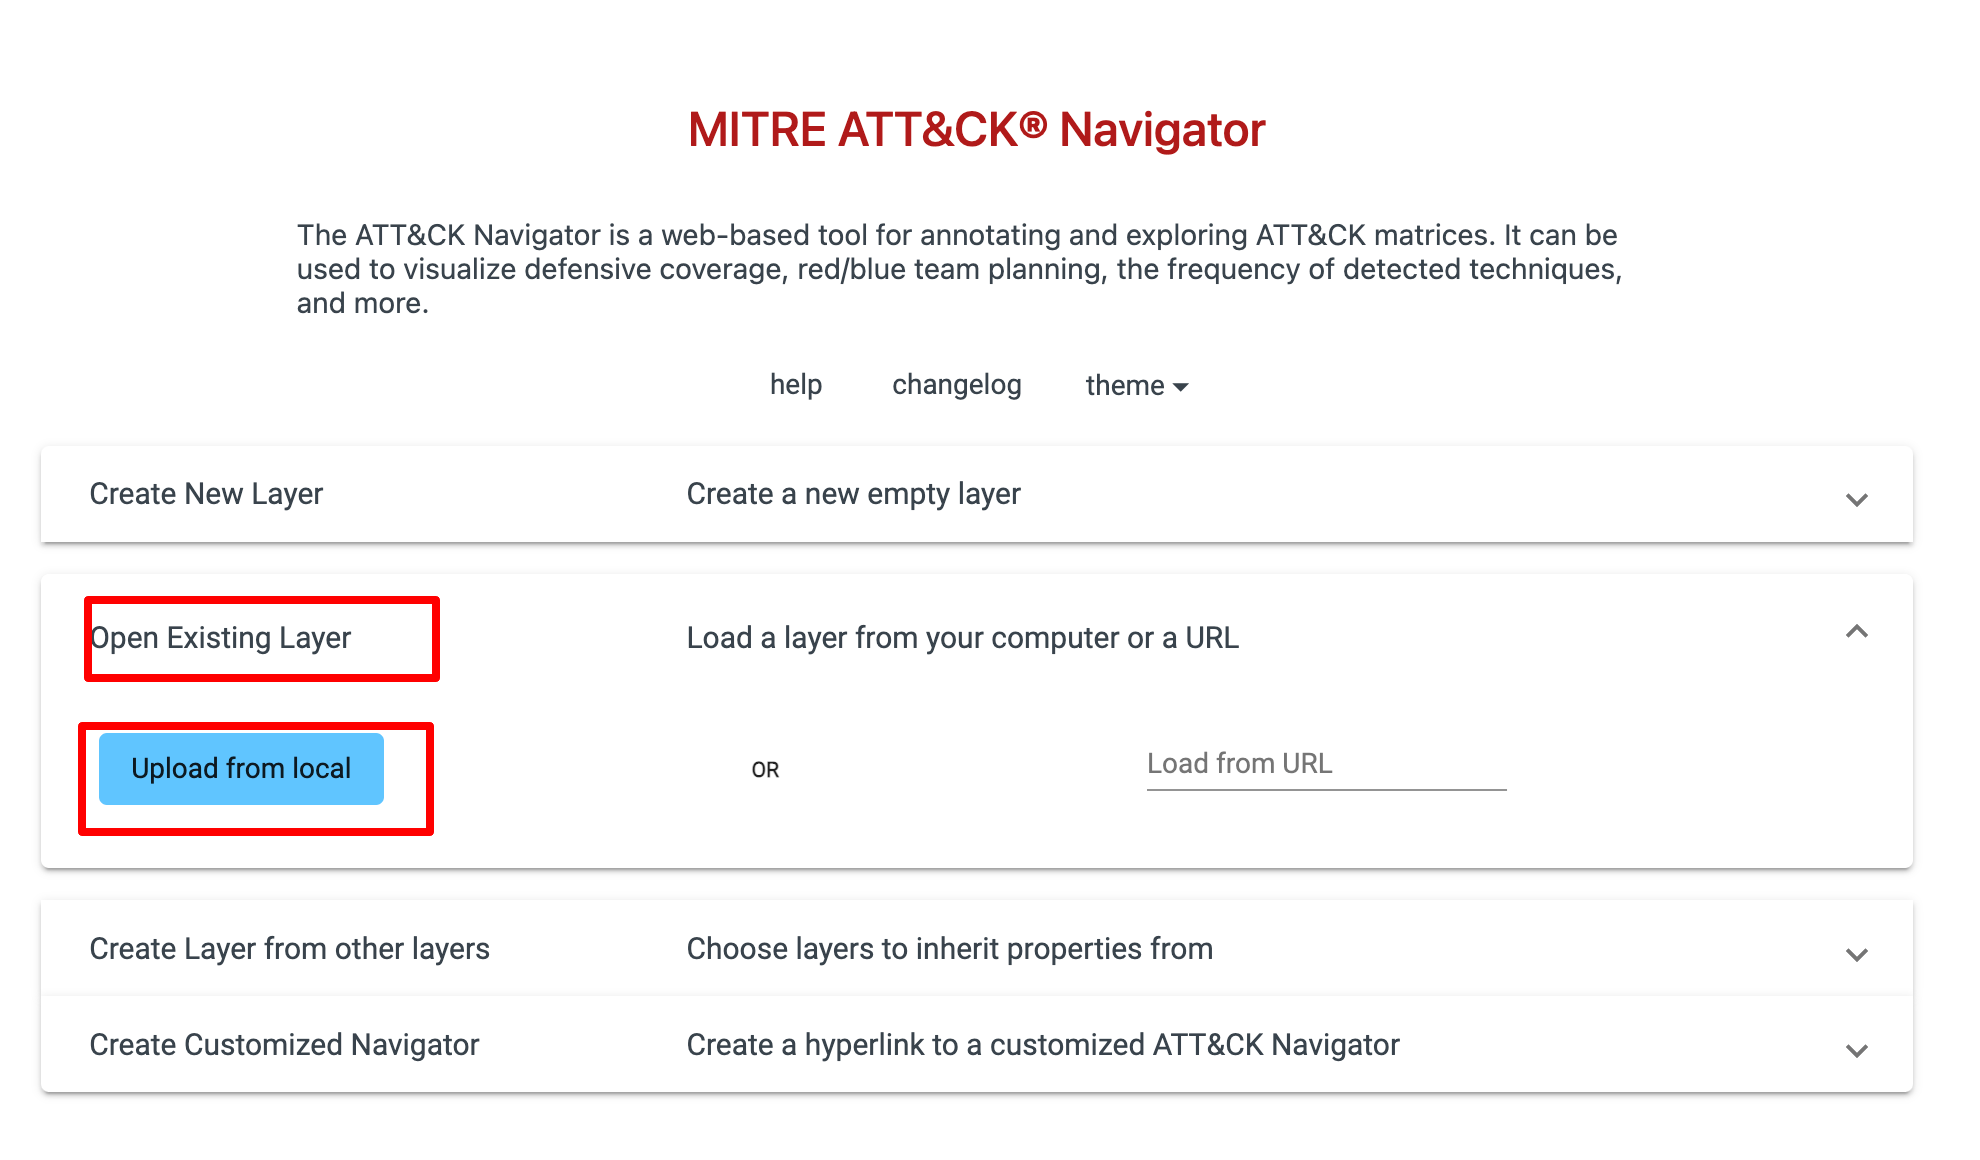 MITRE ATT&CK® Navigator
The ATT&CK Navigator is a web-based tool for annotating and exploring ATT&CK matrices. It can be
used to visualize defensive coverage, red/blue team planning, the frequency of detected techniques,
and more.
help changelog theme
Create New Layer Create a new empty layer
Open Existing Layer Load a layer from your computer or a URL
Upload from local OR Load from URL
Create Layer from other layers Choose layers to inherit properties from
Create Customized Navigator Create a hyperlink to a customized ATT&CK Navigator